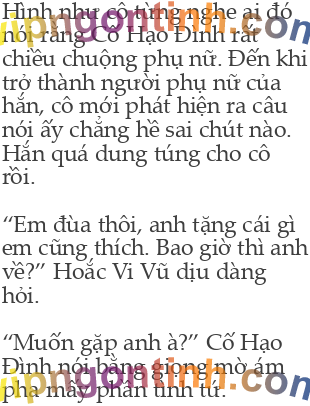 Hình như cô từng nghe ai đó
nói rằng Cố Hạo Đình rất
chiều chuộng phụ nữ. Đến khi
trở thành người phụ nữ của
hắn, cô mới phát hiện ra câu
nói ấy chẳng hề sai chút nào.
Hắn quá dung túng cho cô
rồi.
“Em đùa thôi, anh tặng cái gì
em cũng thích. Bao giờ thì anh
về?” Hoắc Vi Vũ dịu dàng
hỏi.
“Muốn gặp anh à?” Cố Hạo
Đình nói bằng giọng mờ ám
pha mấy phần tình tứ.
vipngontinh.com
vipngontinh.com